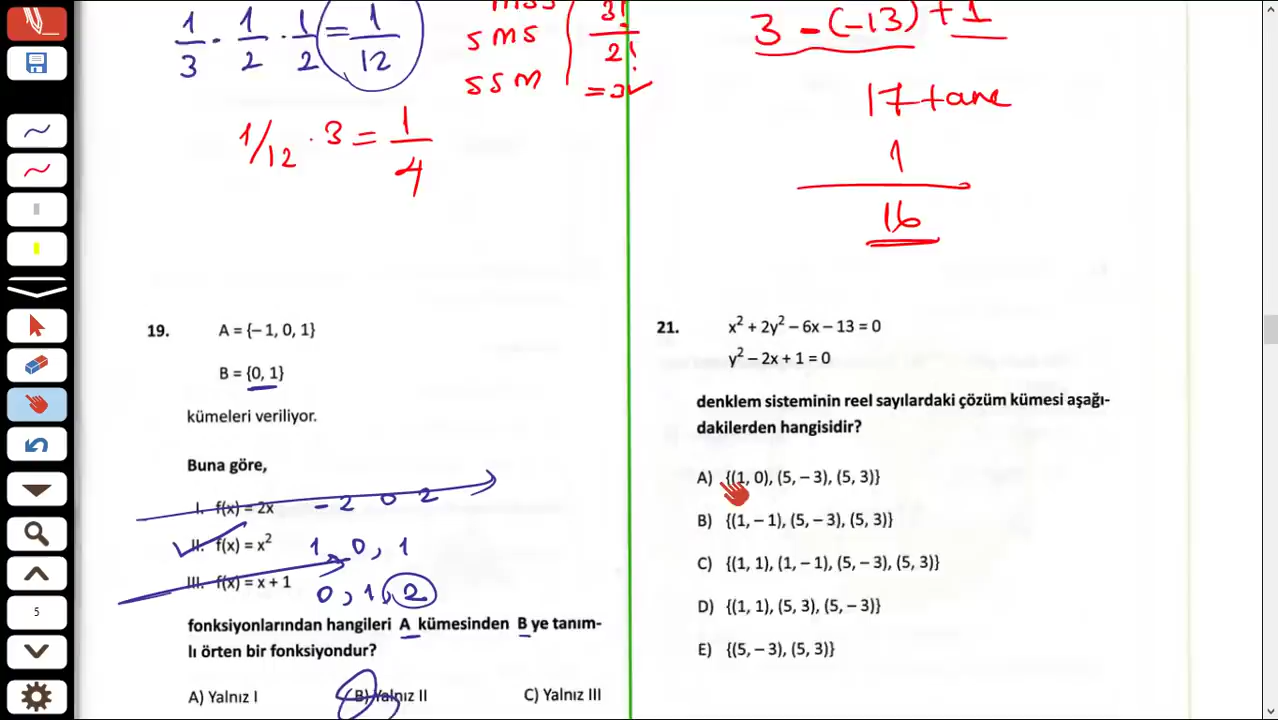 1/3 · 1/2 · 1/2 = 1/12
sms
ssm
3!
2!
= 3
1/12 · 3 = 1/4
3 - (-13) + 1
17 tane
1
16
19. A = {– 1, 0, 1}
B = {0, 1}
kümeleri veriliyor.
Buna göre,
I. f(x) = 2x -2 0 2
II. f(x) = x² 1, 0, 1
III. f(x) = x + 1 0, 1, 2
fonksiyonlarından hangileri A kümesinden B ye tanım-
lı örten bir fonksiyondur?
A) Yalnız I B) Yalnız II C) Yalnız III
21. x² + 2y² – 6x – 13 = 0
y² – 2x + 1 = 0
denklem sisteminin reel sayılardaki çözüm kümesi aşağı-
dakilerden hangisidir?
A) {(1, 0), (5, – 3), (5, 3)}
B) {(1, – 1), (5, – 3), (5, 3)}
C) {(1, 1), (1, – 1), (5, – 3), (5, 3)}
D) {(1, 1), (5, 3), (5, – 3)}
E) {(5, – 3), (5, 3)}
5